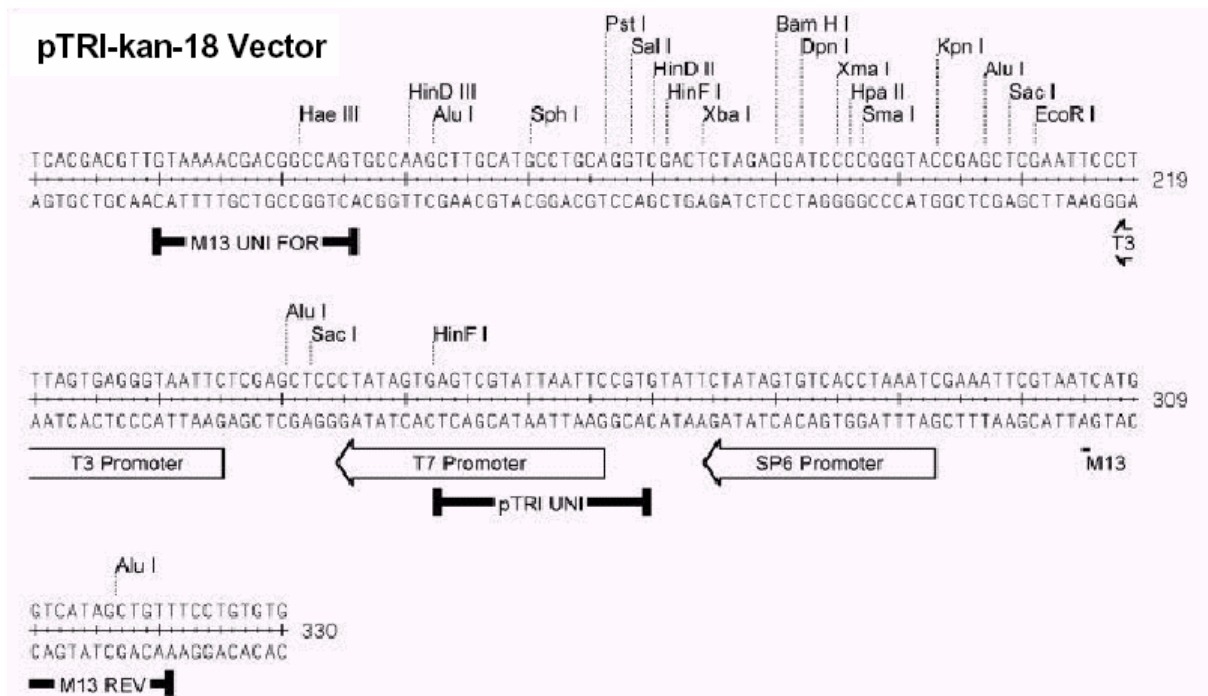 pTRI-kan-18 Vector
Pst I Bam H I
Sal I Dpn I Kpn I
HinD II Xma I Alu I
HinD III HinF I Hpa II Sac I
Hae III Alu I Sph I Xba I Sma I EcoR I
TCACGACGTTGTAAAACGACGGCCAGTGCCAAGCTTGCATGCCTGCAGGTCGACTCTAGAGGATCCCCGGGTACCGAGCTCGAATTCCCT
219
AGTGCTGCAACATTTTGCTGCCGGTCACGGTTCGAACGTACGGACGTCCAGCTGAGATCTCCTAGGGGCCCATGGCTCGAGCTTAAGGGA
M13 UNI FOR T3
Alu I
Sac I HinF I
TTAGTGAGGGTAATTCTCGAGCTCCCTATAGTGAGTCGTATTAATTCCGTGTATTCTATAGTGTCACCTAAATCGAAATTCGTAATCATG
309
AATCACTCCCATTAAGAGCTCGAGGGATATCACTCAGCATAATTAAGGCACATAAGATATCACAGTGGATTTAGCTTTAAGCATTAGTAC
T3 Promoter T7 Promoter SP6 Promoter M13
pTRI UNI
Alu I
GTCATAGCTGTTTCCTGTGTG
330
CAGTATCGACAAAGGACACAC
M13 REV